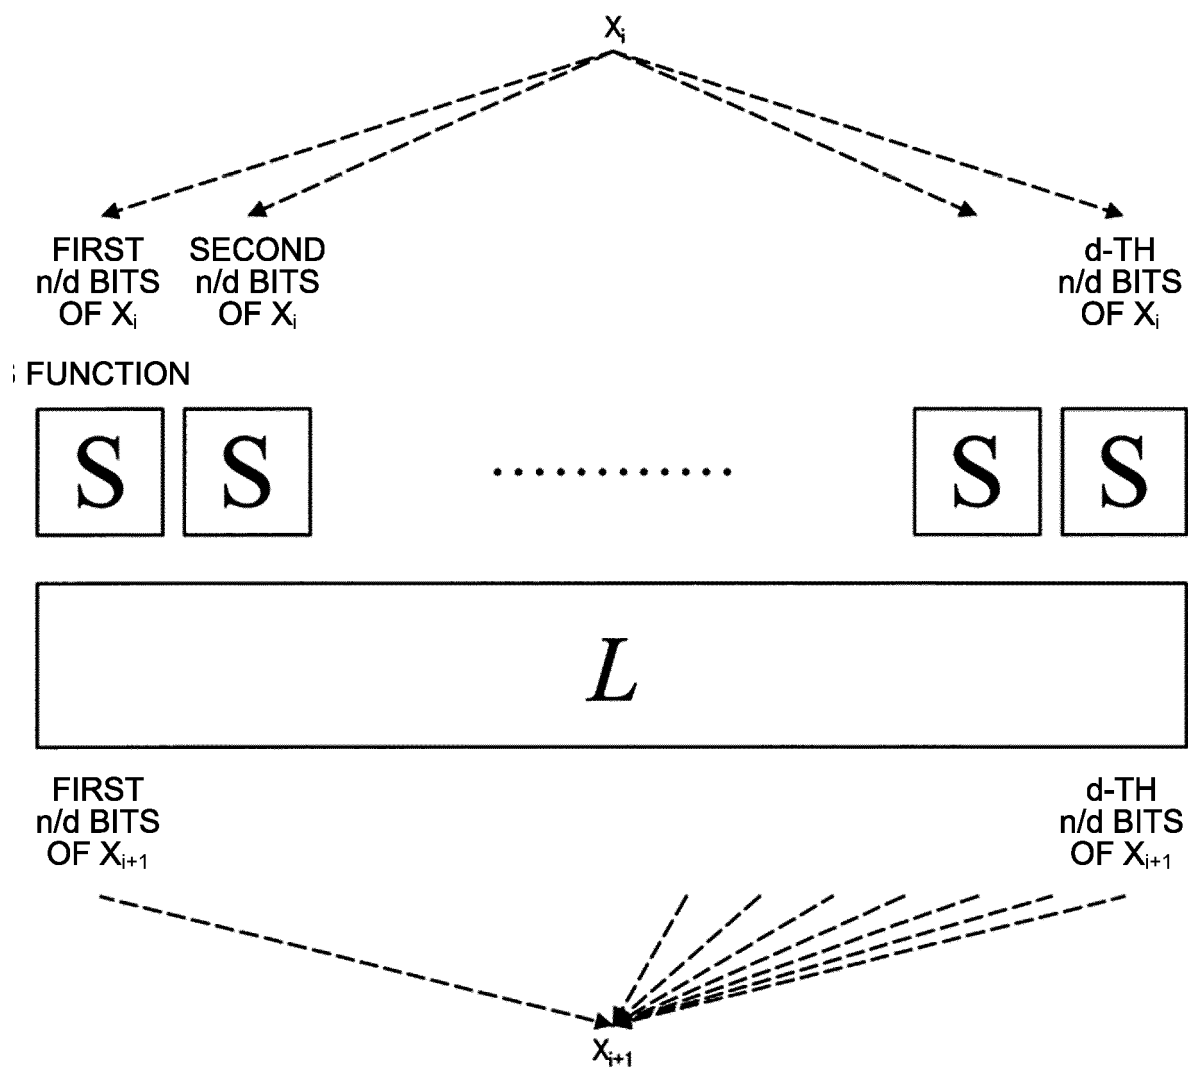 Xi
FIRST
n/d BITS
OF Xi
SECOND
n/d BITS
OF Xi
d-TH
n/d BITS
OF Xi
FUNCTION
S S ............ S S
L
FIRST
n/d BITS
OF Xi+1
d-TH
n/d BITS
OF Xi+1
Xi+1